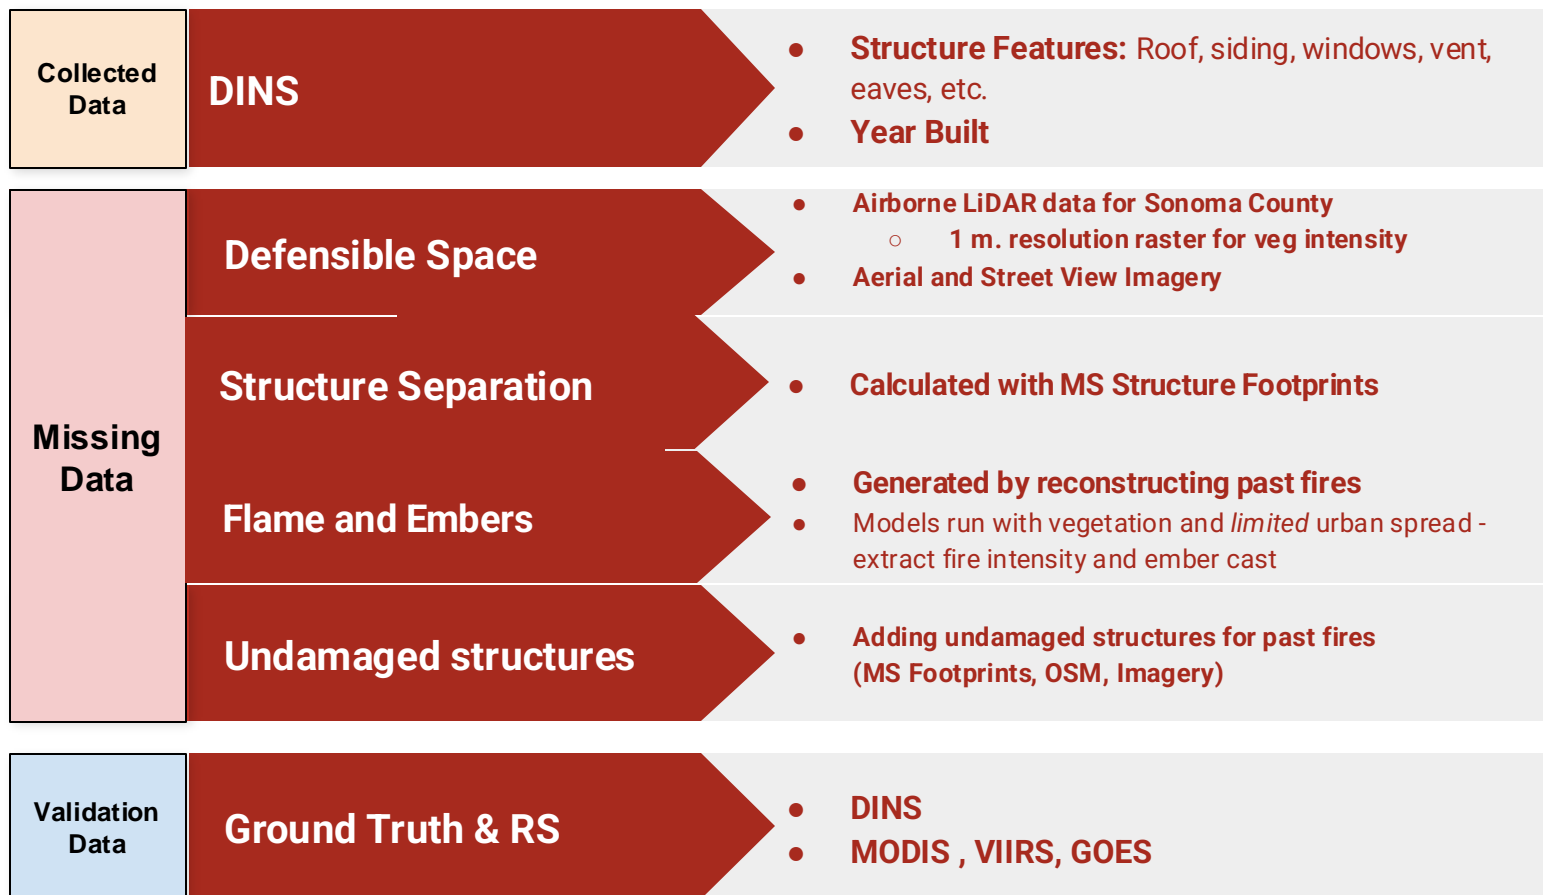 Collected
Data
DINS
● Structure Features: Roof, siding, windows, vent,
eaves, etc.
● Year Built
Missing
Data
Defensible Space
● Airborne LiDAR data for Sonoma County
○ 1 m. resolution raster for veg intensity
● Aerial and Street View Imagery
Structure Separation
● Calculated with MS Structure Footprints
Flame and Embers
● Generated by reconstructing past fires
● Models run with vegetation and limited urban spread -
extract fire intensity and ember cast
Undamaged structures
● Adding undamaged structures for past fires
(MS Footprints, OSM, Imagery)
Validation
Data
Ground Truth & RS
● DINS
● MODIS , VIIRS, GOES